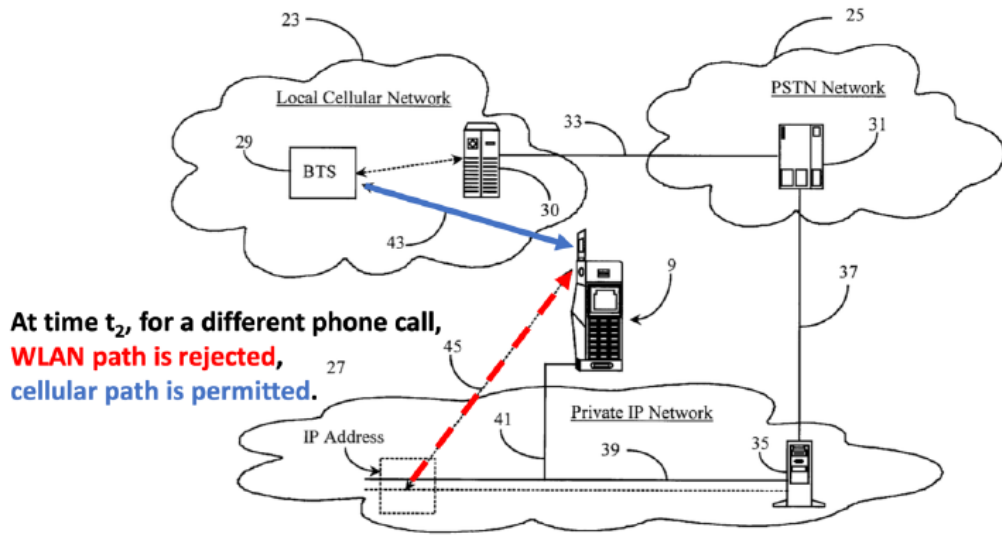 23
25
Local Cellular Network
PSTN Network
33
29
BTS
31
30
43
9
37
At time t₂, for a different phone call,
WLAN path is rejected,
cellular path is permitted.
27
45
Private IP Network
IP Address
41
39
35